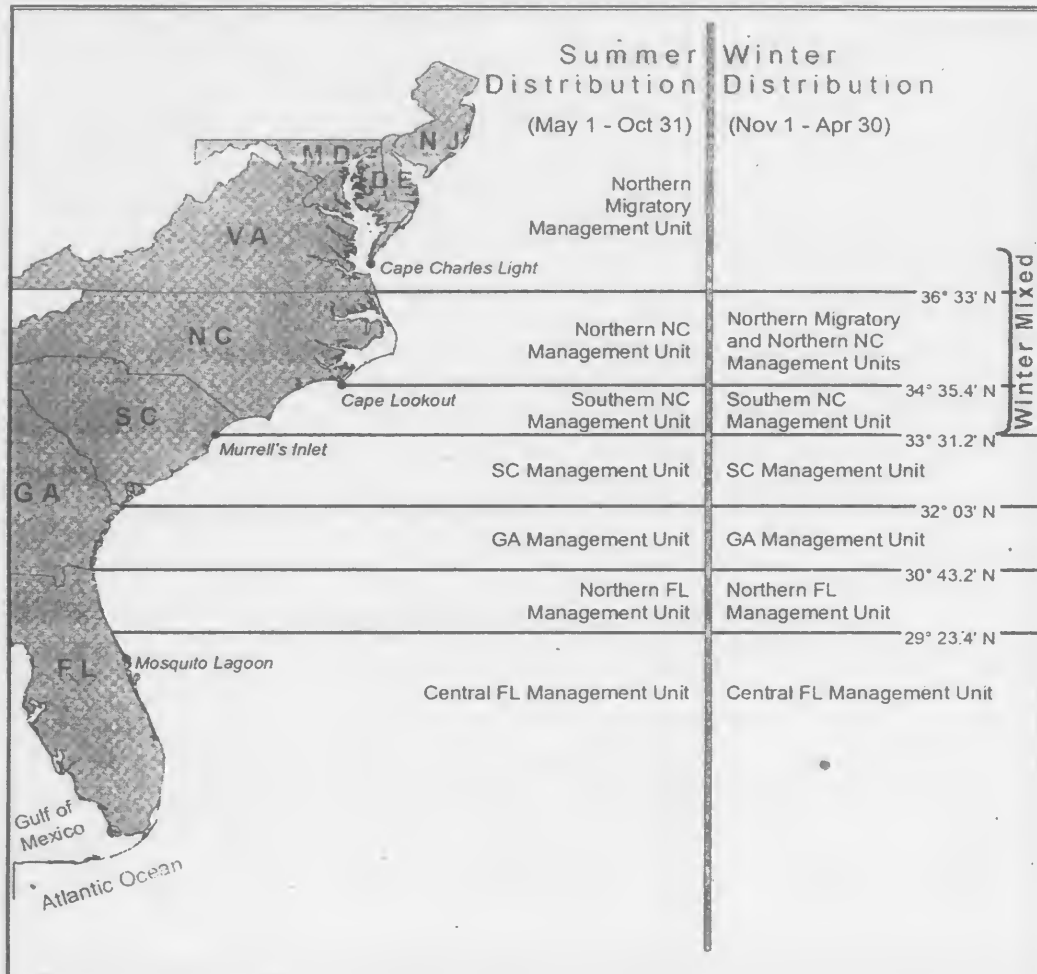 Summer
Distribution
(May 1 - Oct 31)
Winter
Distribution
(Nov 1 - Apr 30)
NJ
MD
DE
VA
NC
SC
GA
FL
Cape Charles Light
Cape Lookout
Murrell's Inlet
Mosquito Lagoon
Gulf of
Mexico
Atlantic Ocean
Northern
Migratory
Management Unit
36° 33' N
Northern NC
Management Unit
Northern Migratory
and Northern NC
Management Units
34° 35.4' N
Southern NC
Management Unit
Southern NC
Management Unit
33° 31.2' N
Winter Mixed
SC Management Unit
SC Management Unit
32° 03' N
GA Management Unit
GA Management Unit
30° 43.2' N
Northern FL
Management Unit
Northern FL
Management Unit
29° 23.4' N
Central FL Management Unit
Central FL Management Unit